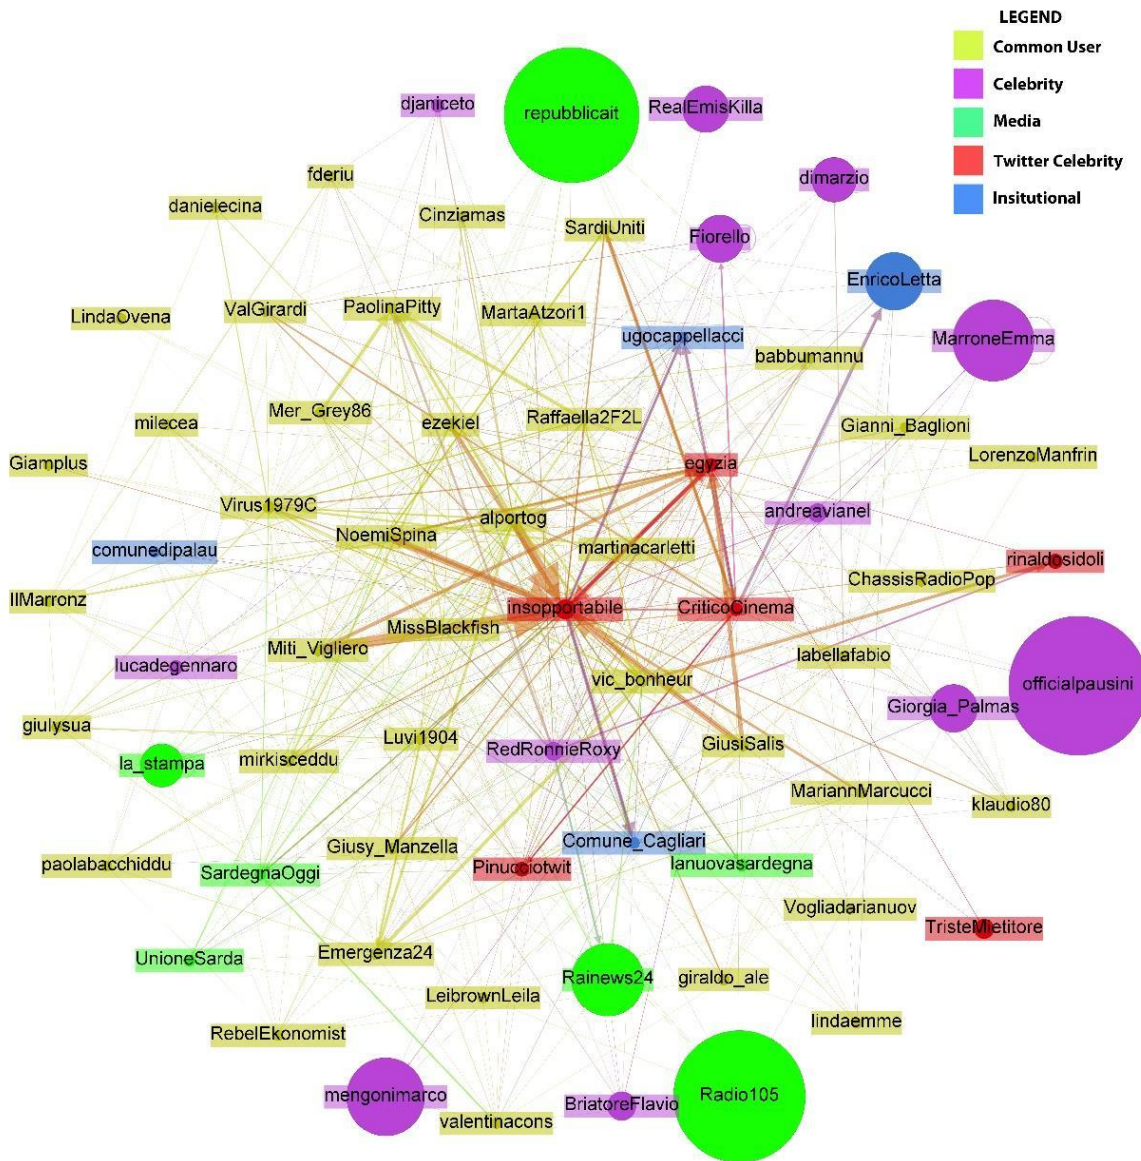 LEGEND
Common User
Celebrity
Media
Twitter Celebrity
Insitutional
djaniceto
repubblicait
RealEmisKilla
fderiu
dimarzio
danielecina
Cinziamas
SardiUniti
Fiorello
EnricoLetta
LindaOvena
ValGirardi
PaolinaPitty
MartaAtzori1
ugocappellacci
MarroneEmma
babbumannu
Mer_Grey86
milecea
ezekiel
Raffaella2F2L
Gianni_Baglioni
Giamplus
egyzia
LorenzoManfrin
Virus1979C
alportog
andreavianel
NoemiSpina
comunedipalau
martinacarletti
rinaldosidoli
ChassisRadioPop
IlMarronz
insopportabile
CriticoCinema
MissBlackfish
Miti_Vigliero
labellafabio
lucadegennaro
vic_bonheur
officialpausini
Giorgia_Palmas
giulysua
Luvi1904
RedRonnieRoxy
GiusiSalis
la_stampa
mirkisceddu
MariannMarcucci
klaudio80
Giusy_Manzella
Comune_Cagliari
paolabacchiddu
SardegnaOggi
Pinucciotwit
lanuovasardegna
Vogliadarianuov
TristeMietitore
UnioneSarda
Emergenza24
Rainews24
giraldo_ale
LeibrownLeila
RebelEkonomist
lindaemme
mengonimarco
BriatoreFlavio
Radio105
valentinacons